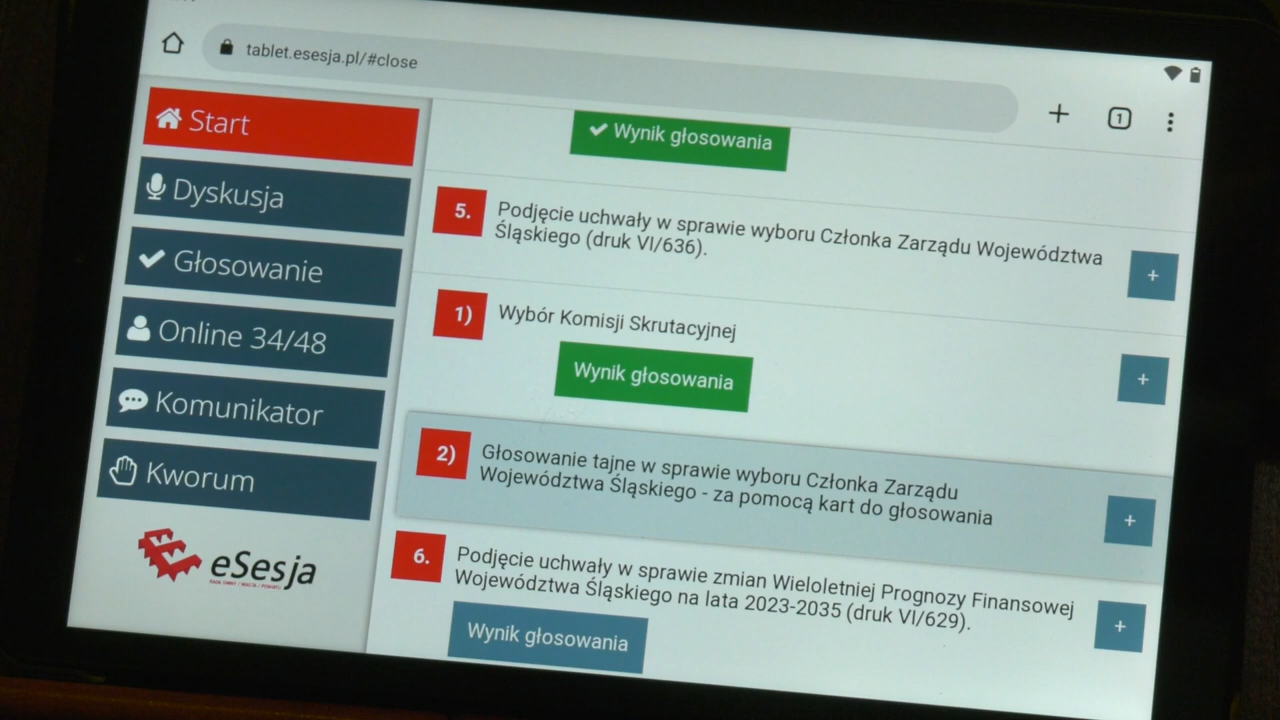 tablet.esesja.pl/#close
1
Start
Dyskusja
Głosowanie
Online 34/48
Komunikator
Kworum
eSesja
Wynik głosowania
5. Podjęcie uchwały w sprawie wyboru Członka Zarządu Województwa
Śląskiego (druk VI/636).
+
1) Wybór Komisji Skrutacyjnej
Wynik głosowania
+
2) Głosowanie tajne w sprawie wyboru Członka Zarządu
Województwa Śląskiego - za pomocą kart do głosowania
+
6. Podjęcie uchwały w sprawie zmian Wieloletniej Prognozy Finansowej
Województwa Śląskiego na lata 2023-2035 (druk VI/629).
+
Wynik głosowania